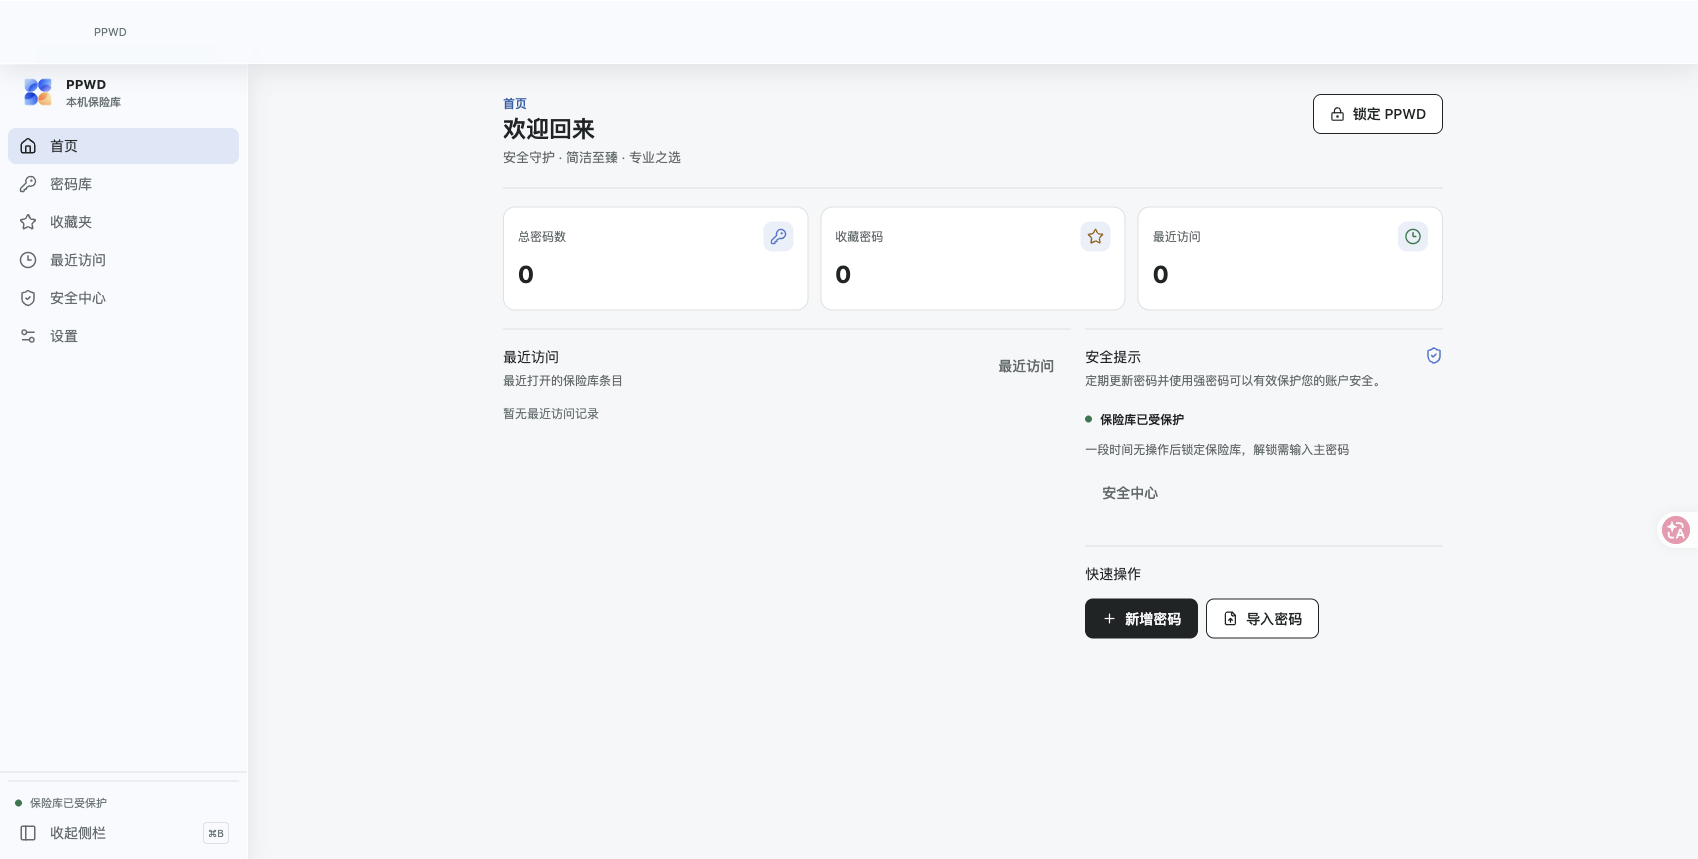 PPWD
PPWD
本机保险库
首页
密码库
收藏夹
最近访问
安全中心
设置
保险库已受保护
收起侧栏
⌘B
首页
欢迎回来
安全守护 · 简洁至臻 · 专业之选
锁定 PPWD
总密码数
0
收藏密码
0
最近访问
0
最近访问
最近打开的保险库条目
最近访问
暂无最近访问记录
安全提示
定期更新密码并使用强密码可以有效保护您的账户安全。
保险库已受保护
一段时间无操作后锁定保险库，解锁需输入主密码
安全中心
快速操作
新增密码
导入密码